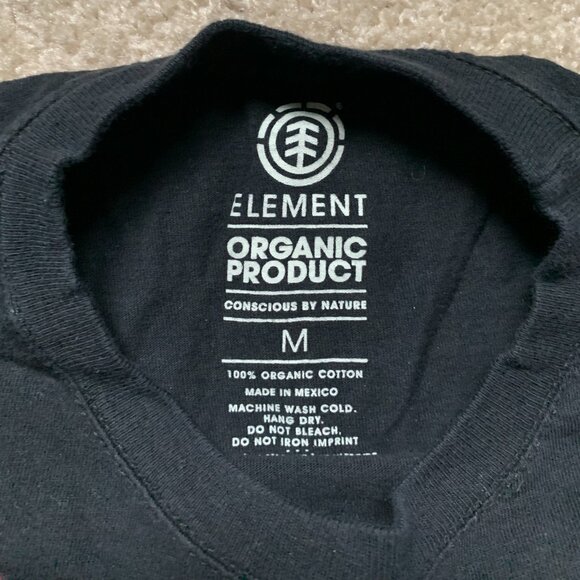 ELEMENT
ORGANIC
PRODUCT
CONSCIOUS BY NATURE
M
100% ORGANIC COTTON
MADE IN MEXICO
MACHINE WASH COLD.
HANG DRY.
DO NOT BLEACH.
DO NOT IRON IMPRINT